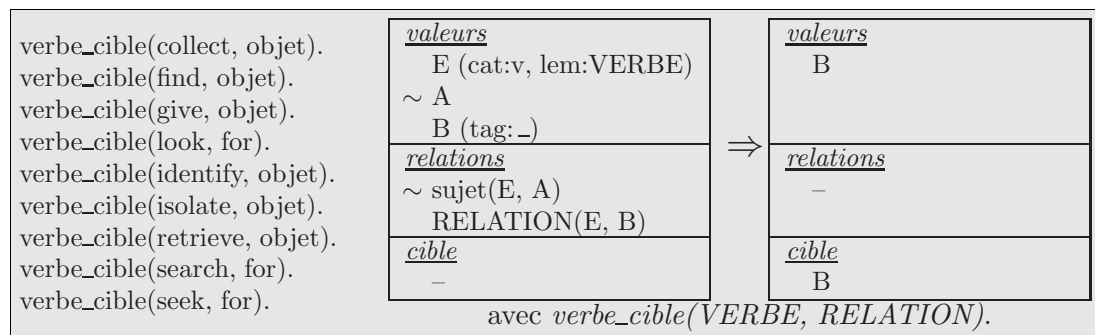 verbe_cible(collect, objet).
verbe_cible(find, objet).
verbe_cible(give, objet).
verbe_cible(look, for).
verbe_cible(identify, objet).
verbe_cible(isolate, objet).
verbe_cible(retrieve, objet).
verbe_cible(search, for).
verbe_cible(seek, for).
valeurs
E (cat:v, lem:VERBE)
∼ A
B (tag:_)
relations
∼ sujet(E, A)
RELATION(E, B)
cible
–
⇒
valeurs
B
relations
–
cible
B
avec verbe_cible(VERBE, RELATION).